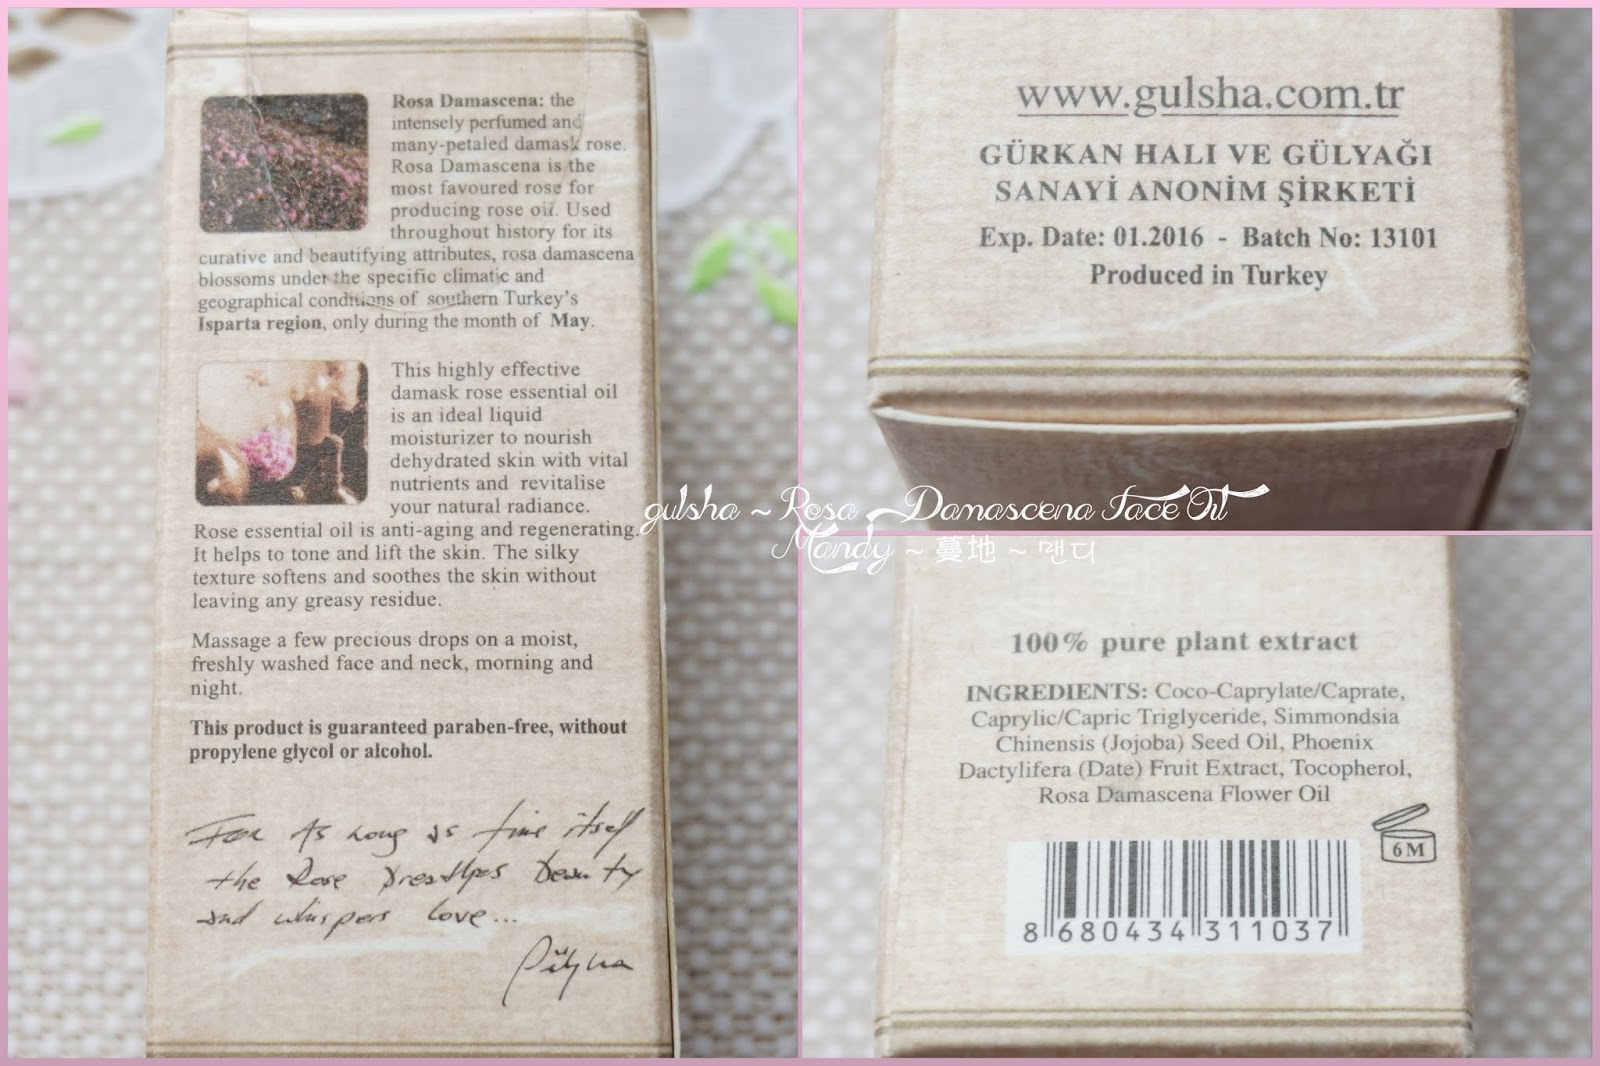 Rosa Damascena: the
intensely perfumed and
many-petaled damask rose.
Rosa Damascena is the
most favoured rose for
producing rose oil. Used
throughout history for its
curative and beautifying attributes, rosa damascena
blossoms under the specific climatic and
geographical conditions of southern Turkey's
Isparta region, only during the month of May.
This highly effective
damask rose essential oil
is an ideal liquid
moisturizer to nourish
dehydrated skin with vital
nutrients and revitalise
your natural radiance.
Rose essential oil is anti-aging and regenerating.
It helps to tone and lift the skin. The silky
texture softens and soothes the skin without
leaving any greasy residue.
Massage a few precious drops on a moist,
freshly washed face and neck, morning and
night.
This product is guaranteed paraben-free, without
propylene glycol or alcohol.
For As Long as time itself
the Rose Breathes Beauty
and whispers love...
www.gulsha.com.tr
GÜRKAN HALI VE GÜLYAĞI
SANAYİ ANONİM ŞİRKETİ
Exp. Date: 01.2016 - Batch No: 13101
Produced in Turkey
gulsha ~ Rosa Damascena Face Oil
Mandy ~ 蔓地 ~ 맨디
100% pure plant extract
INGREDIENTS: Coco-Caprylate/Caprate,
Caprylic/Capric Triglyceride, Simmondsia
Chinensis (Jojoba) Seed Oil, Phoenix
Dactylifera (Date) Fruit Extract, Tocopherol,
Rosa Damascena Flower Oil
6M
8 680434 311037